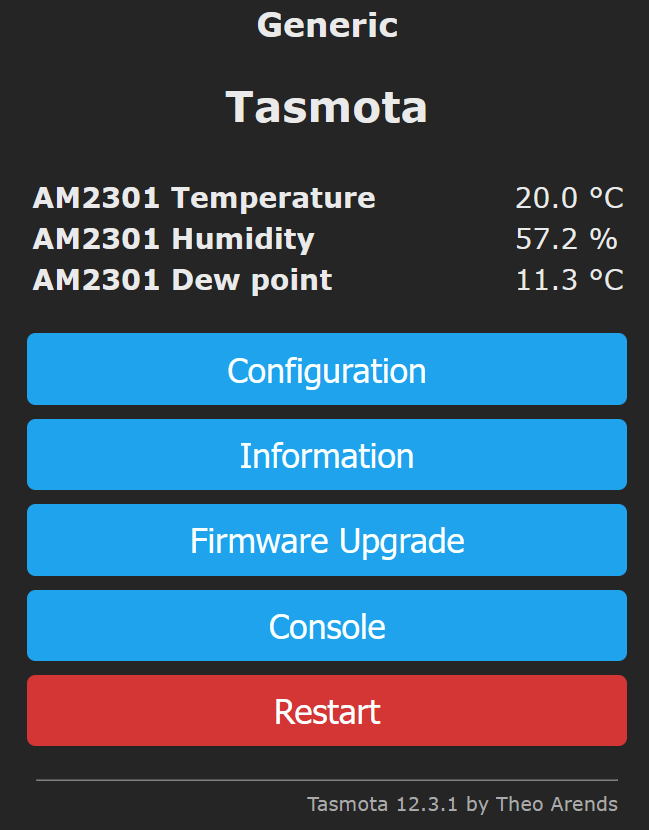 Generic
Tasmota
AM2301 Temperature 20.0 °C
AM2301 Humidity 57.2 %
AM2301 Dew point 11.3 °C
Configuration
Information
Firmware Upgrade
Console
Restart
Tasmota 12.3.1 by Theo Arends